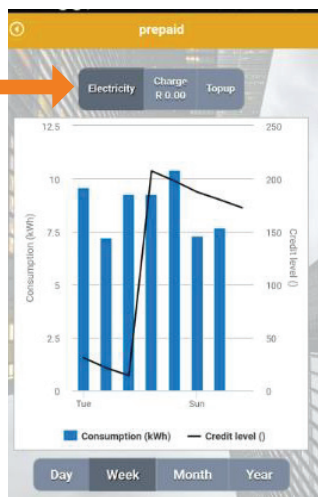 prepaid
Electricity
Charge
R 0.00
Topup
12.5
250
10
200
7.5
150
5
100
2.5
50
0
0
Consumption (kWh)
Credit level ()
Tue
Sun
Consumption (kWh)
Credit level ()
Day
Week
Month
Year